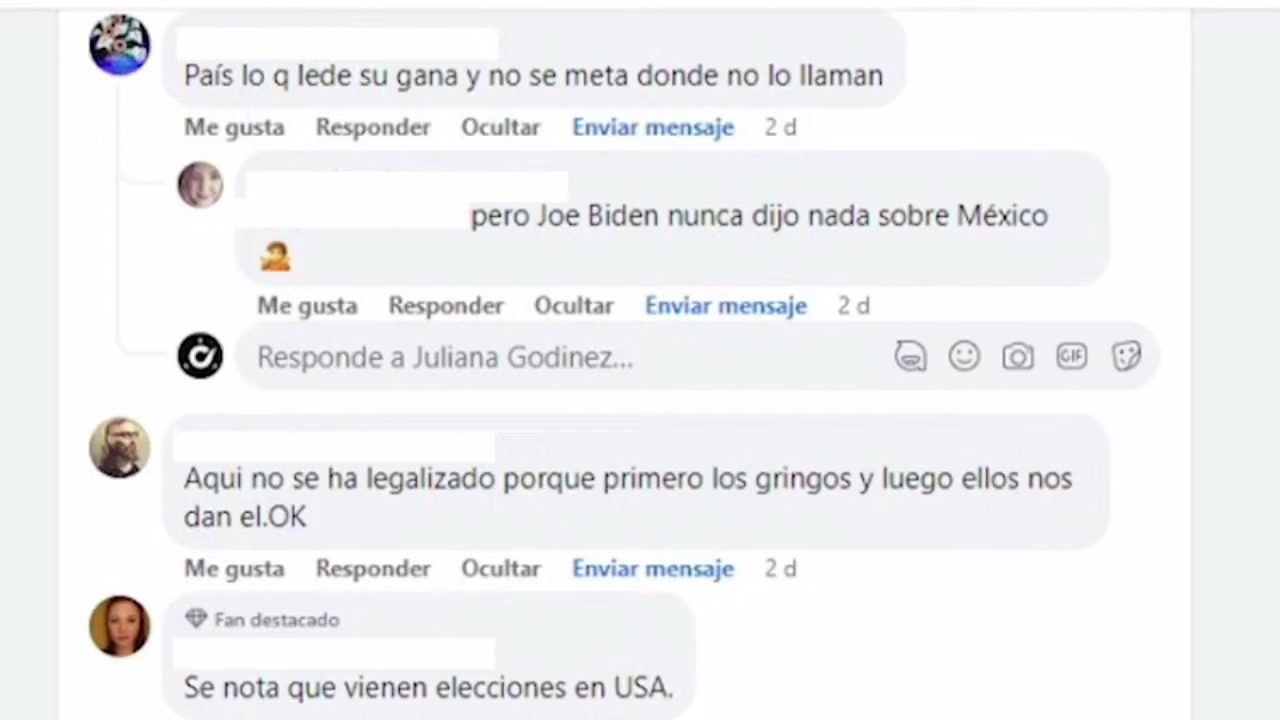 País lo q lede su gana y no se meta donde no lo llaman
Me gusta Responder Ocultar Enviar mensaje 2 d
pero Joe Biden nunca dijo nada sobre México
Me gusta Responder Ocultar Enviar mensaje 2 d
Responde a Juliana Godinez... GIF
Aqui no se ha legalizado porque primero los gringos y luego ellos nos
dan el.OK
Me gusta Responder Ocultar Enviar mensaje 2 d
Fan destacado
Se nota que vienen elecciones en USA.